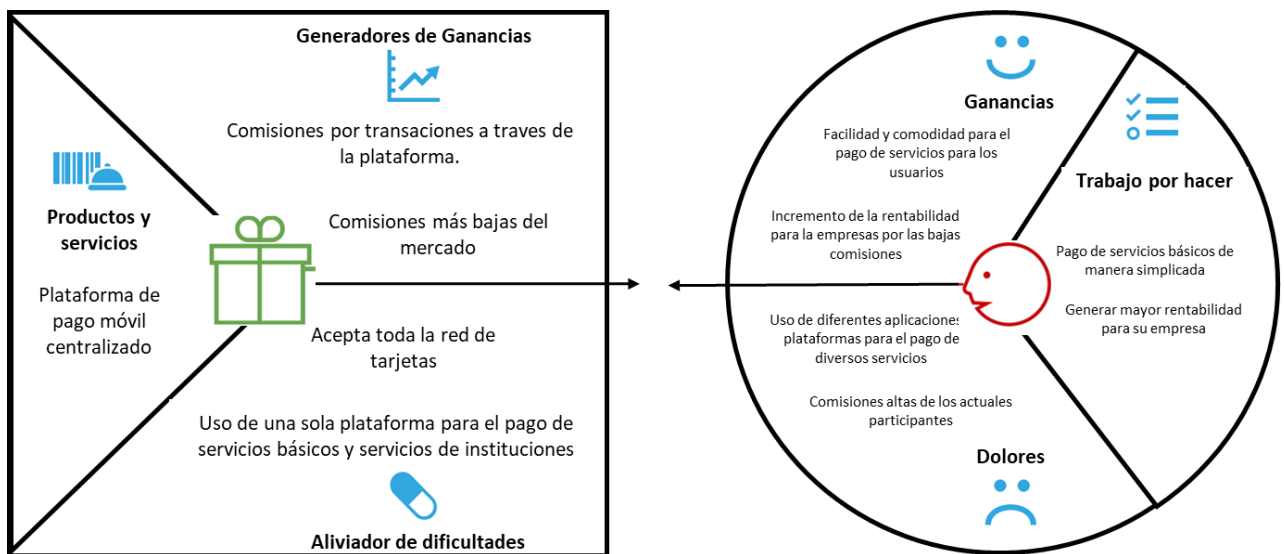 Generadores de Ganancias
Comisiones por transaciones a traves de
la plataforma.
Comisiones más bajas del
mercado
Productos y
servicios
Plataforma de
pago móvil
centralizado
Acepta toda la red de
tarjetas
Uso de una sola plataforma para el pago de
servicios básicos y servicios de instituciones
Aliviador de dificultades
Ganancias
Facilidad y comodidad para el
pago de servicios para los
usuarios
Incremento de la rentabilidad
para la empresas por las bajas
comisiones
Trabajo por hacer
Pago de servicios básicos de
manera simplicada
Generar mayor rentabilidad
para su empresa
Uso de diferentes aplicaciones
plataformas para el pago de
diversos servicios
Comisiones altas de los actuales
participantes
Dolores